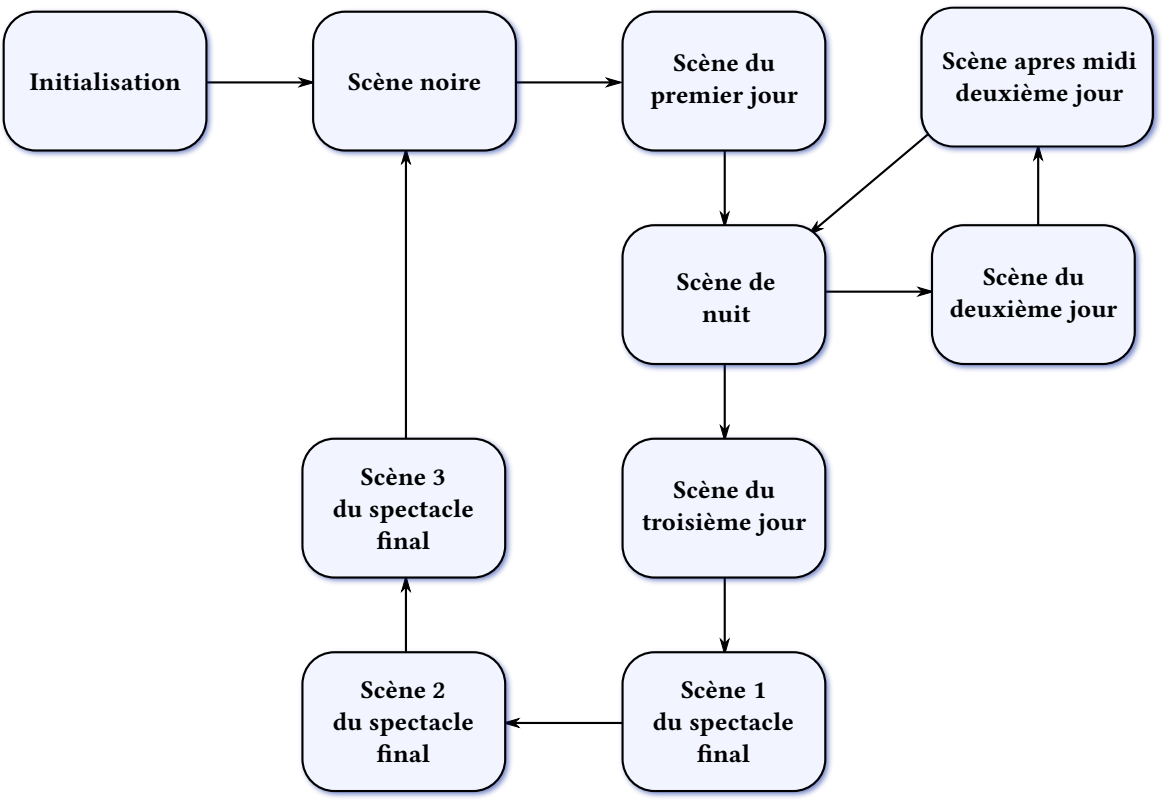 Initialisation
Scène noire
Scène du
premier jour
Scène apres midi
deuxième jour
Scène de
nuit
Scène du
deuxième jour
Scène 3
du spectacle
final
Scène du
troisième jour
Scène 2
du spectacle
final
Scène 1
du spectacle
final